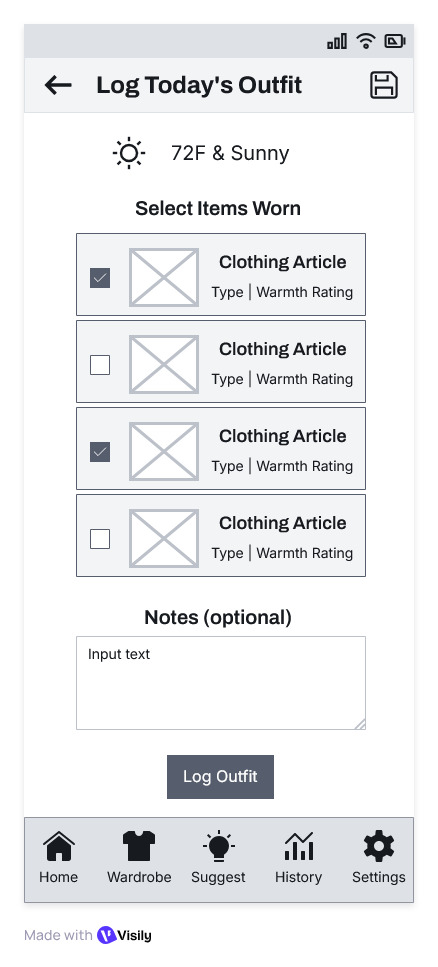 Log Today's Outfit
72F & Sunny
Select Items Worn
Clothing Article
Type | Warmth Rating
Clothing Article
Type | Warmth Rating
Clothing Article
Type | Warmth Rating
Clothing Article
Type | Warmth Rating
Notes (optional)
Input text
Log Outfit
Home Wardrobe Suggest History Settings
Made with Visily